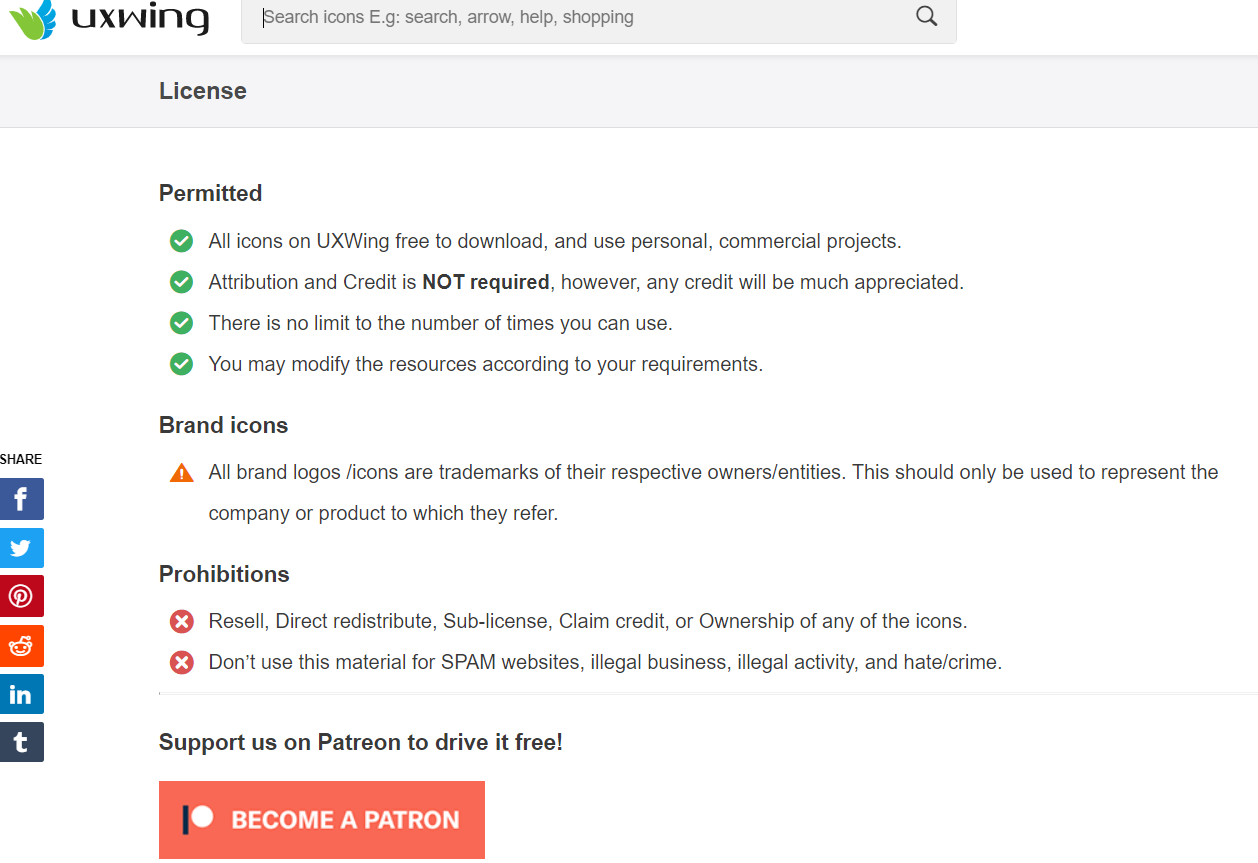 uxwing
Search icons E.g: search, arrow, help, shopping
License
Permitted
All icons on UXWing free to download, and use personal, commercial projects.
Attribution and Credit is NOT required, however, any credit will be much appreciated.
There is no limit to the number of times you can use.
You may modify the resources according to your requirements.
Brand icons
All brand logos /icons are trademarks of their respective owners/entities. This should only be used to represent the
company or product to which they refer.
Prohibitions
Resell, Direct redistribute, Sub-license, Claim credit, or Ownership of any of the icons.
Don’t use this material for SPAM websites, illegal business, illegal activity, and hate/crime.
Support us on Patreon to drive it free!
BECOME A PATRON
SHARE
f
in
t